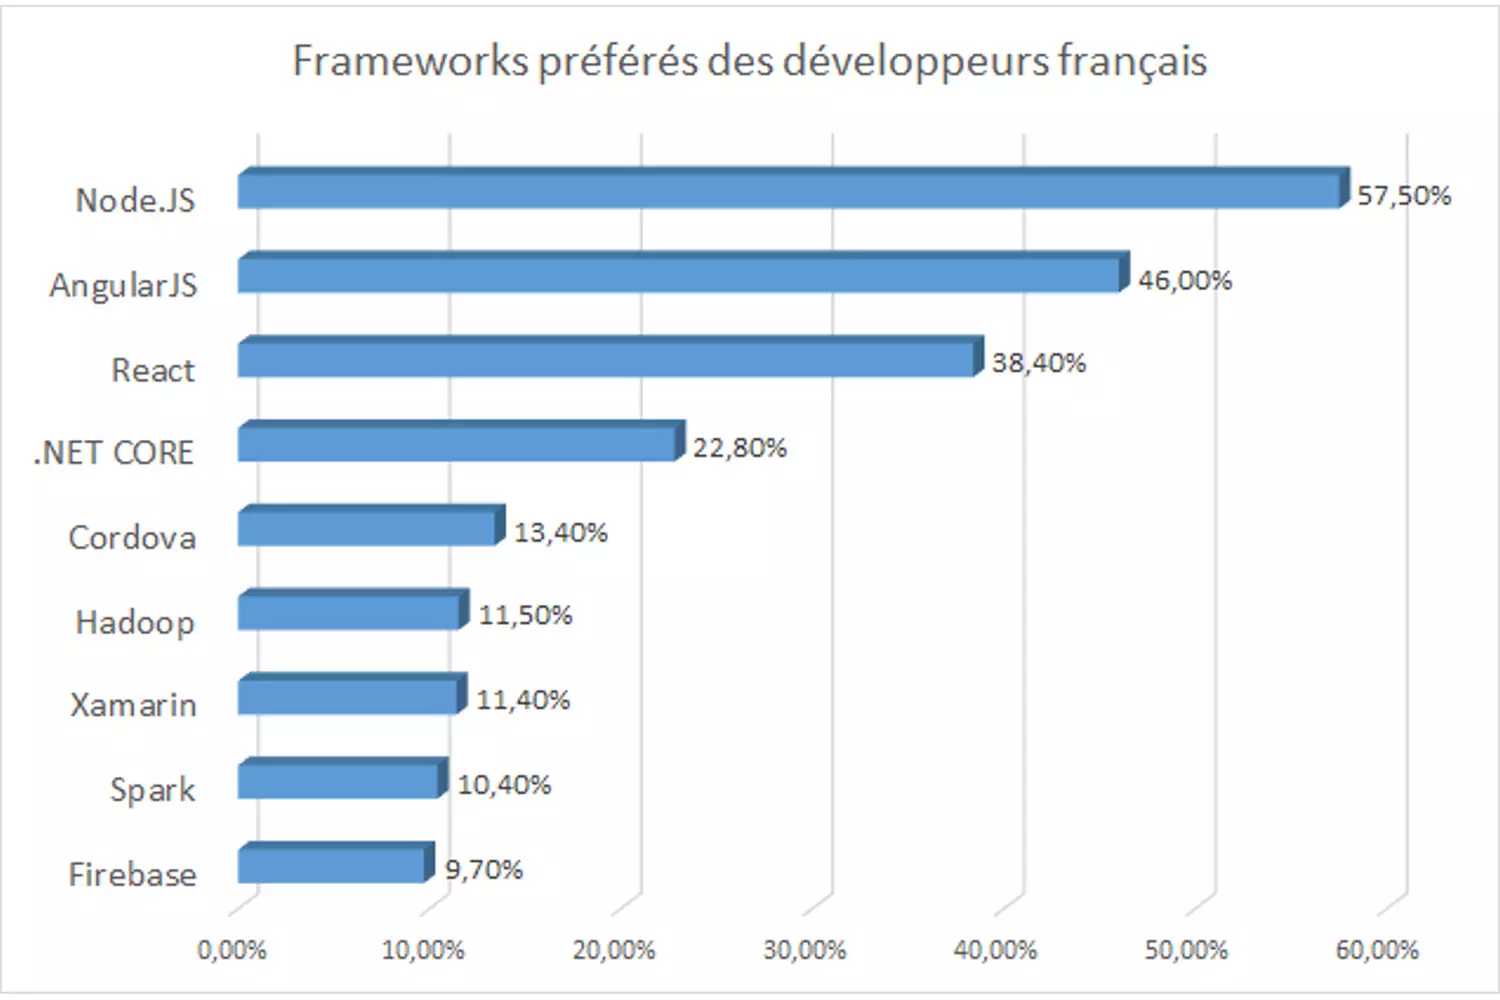 Frameworks préférés des développeurs français
Node.JS 57,50%
AngularJS 46,00%
React 38,40%
.NET CORE 22,80%
Cordova 13,40%
Hadoop 11,50%
Xamarin 11,40%
Spark 10,40%
Firebase 9,70%
0,00% 10,00% 20,00% 30,00% 40,00% 50,00% 60,00%